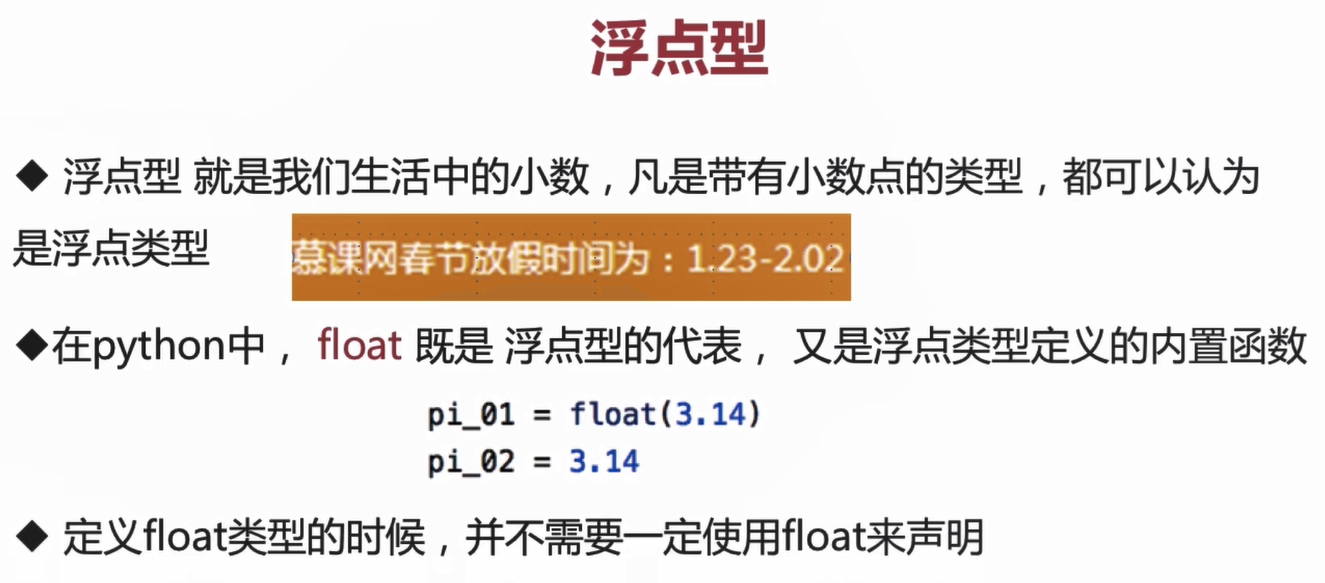 浮点型
◆ 浮点型 就是我们生活中的小数，凡是带有小数点的类型，都可以认为
是浮点类型
慕课网春节放假时间为：1.23-2.02
◆在python中， float 既是 浮点型的代表， 又是浮点类型定义的内置函数
pi_01 = float(3.14)
pi_02 = 3.14
◆ 定义float类型的时候，并不需要一定使用float来声明